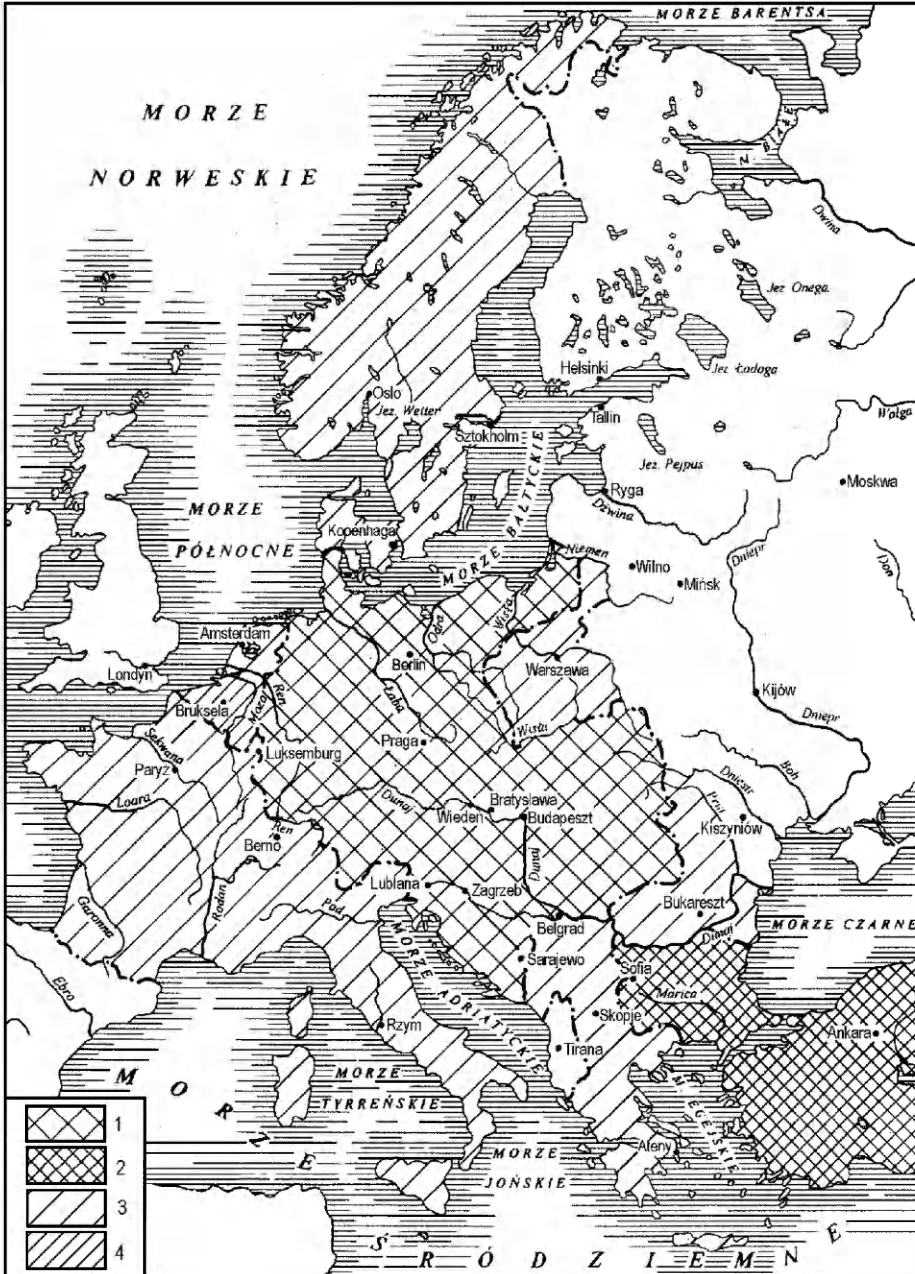 MORZE BARENTSA
MORZE
NORWESKIE
M. BIAŁE
Dwina
Jez. Onega
Helsinki
Jez. Ładoga
Oslo
Jez. Wetter
Tallin
Wołga
Sztokholm
Jez. Pejpus
Moskwa
Ryga
MORZE
PÓŁNOCNE
Kopenhaga
MORZE BAŁTYCKIE
Dźwina
Niemen
Wilno
Dniepr
Don
Mińsk
Wisła
Odra
Amsterdam
Berlin
Warszawa
Londyn
Ren
Kijów
Bruksela
Moza
Łaba
Dniepr
Sekwana
Praga
Wisła
Luksemburg
Paryż
Boh
Loara
Dunaj
Bratysława
Dniestr
Wieden
Budapeszt
Prut
Ren
Kiszyniów
Berno
Dunaj
Lublana
Zagrzeb
Rodan
Pad
Bukareszt
Garonna
Belgrad
MORZE CZARNE
Dunaj
Sarajewo
Sofia
MORZE ADRIATYCKIE
Ebro
Marica
Skopje
Rzym
Ankara
Tirana
MORZE
TYRREŃSKIE
M. EGEJSKIE
Ateny
MORZE
JOŃSKIE
MORZE
ŚRÓDZIEMNE
1
2
3
4